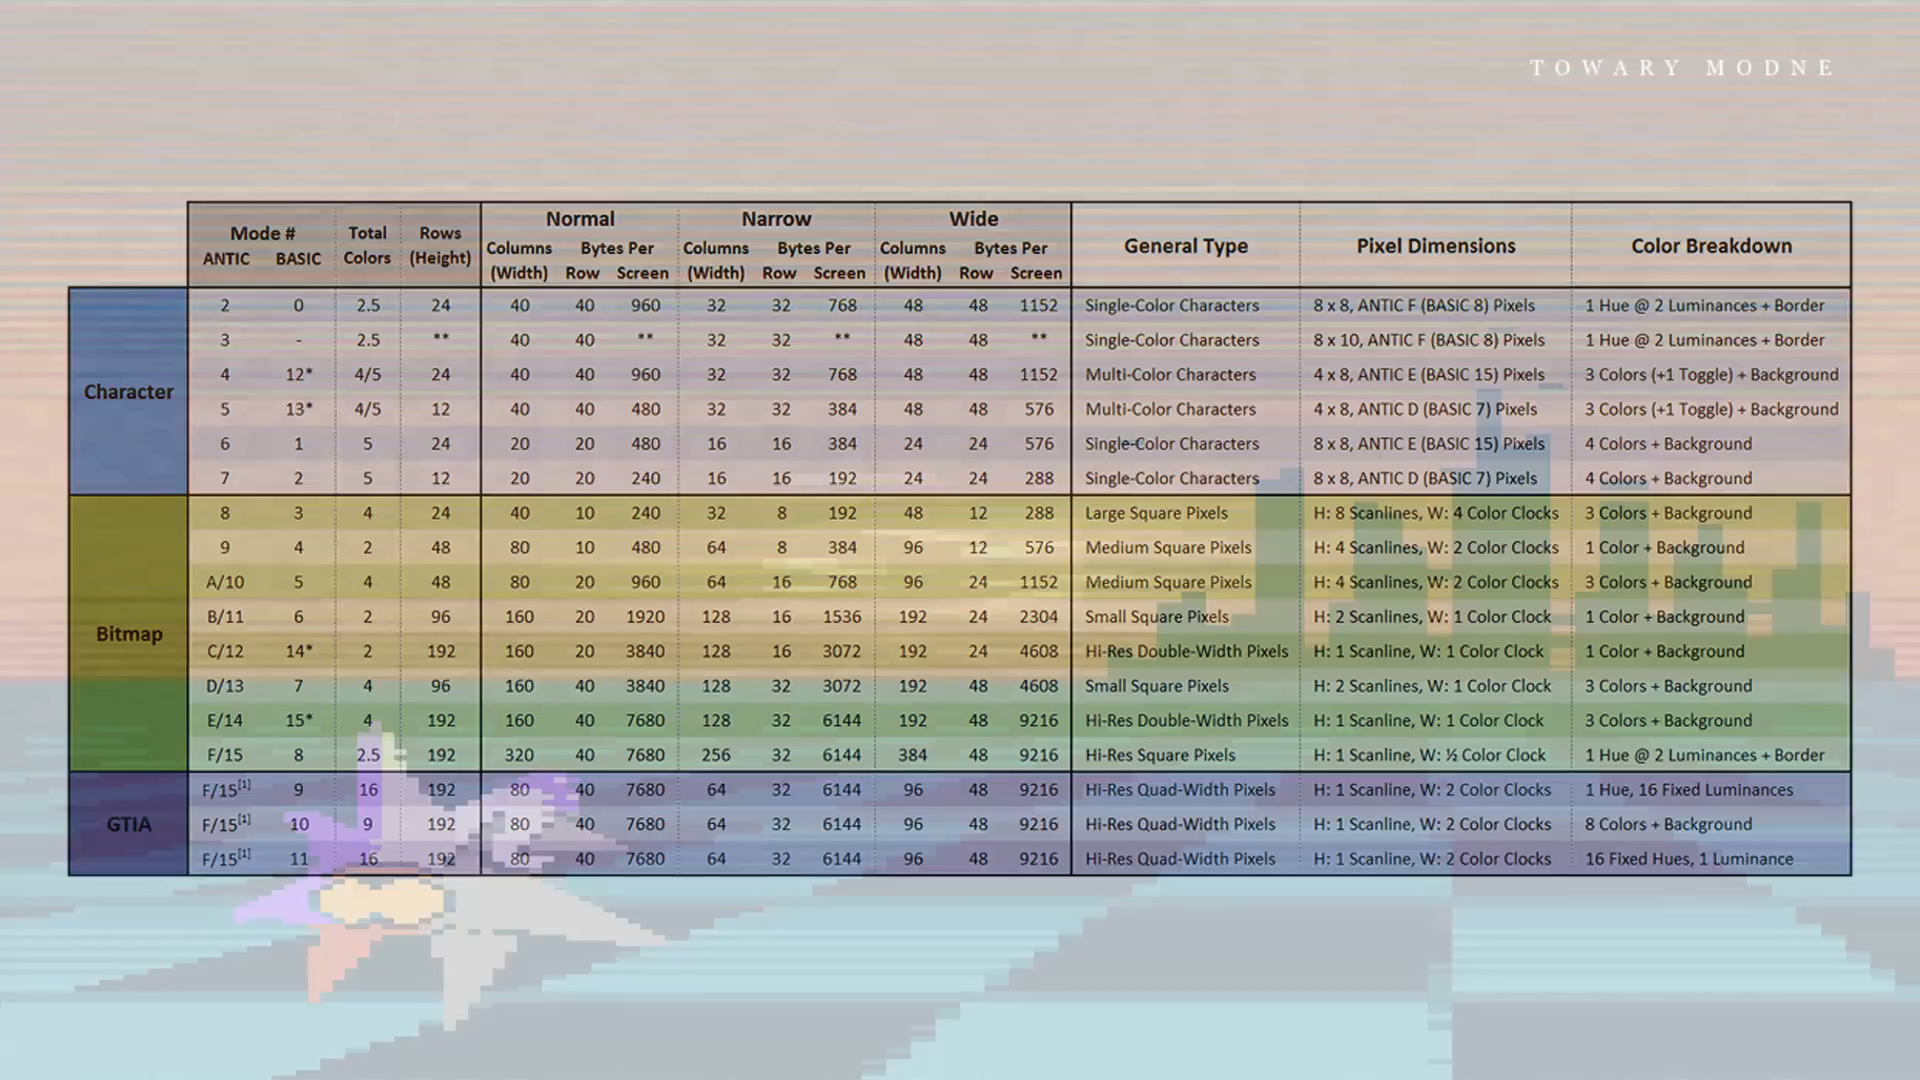 TOWARY MODNE
Mode # Total Rows Normal Narrow Wide General Type Pixel Dimensions Color Breakdown
ANTIC BASIC Colors (Height) Columns (Width) Bytes Per Row Screen Columns (Width) Bytes Per Row Screen Columns (Width) Bytes Per Row Screen
Character
2 0 2.5 24 40 40 960 32 32 768 48 48 1152 Single-Color Characters 8 x 8, ANTIC F (BASIC 8) Pixels 1 Hue @ 2 Luminances + Border
3 - 2.5 ** 40 40 ** 32 32 ** 48 48 ** Single-Color Characters 8 x 10, ANTIC F (BASIC 8) Pixels 1 Hue @ 2 Luminances + Border
4 12* 4/5 24 40 40 960 32 32 768 48 48 1152 Multi-Color Characters 4 x 8, ANTIC E (BASIC 15) Pixels 3 Colors (+1 Toggle) + Background
5 13* 4/5 12 40 40 480 32 32 384 48 48 576 Multi-Color Characters 4 x 8, ANTIC D (BASIC 7) Pixels 3 Colors (+1 Toggle) + Background
6 1 5 24 20 20 480 16 16 384 24 24 576 Single-Color Characters 8 x 8, ANTIC E (BASIC 15) Pixels 4 Colors + Background
7 2 5 12 20 20 240 16 16 192 24 24 288 Single-Color Characters 8 x 8, ANTIC D (BASIC 7) Pixels 4 Colors + Background
Bitmap
8 3 4 24 40 10 240 32 8 192 48 12 288 Large Square Pixels H: 8 Scanlines, W: 4 Color Clocks 3 Colors + Background
9 4 2 48 80 10 480 64 8 384 96 12 576 Medium Square Pixels H: 4 Scanlines, W: 2 Color Clocks 1 Color + Background
A/10 5 4 48 80 20 960 64 16 768 96 24 1152 Medium Square Pixels H: 4 Scanlines, W: 2 Color Clocks 3 Colors + Background
B/11 6 2 96 160 20 1920 128 16 1536 192 24 2304 Small Square Pixels H: 2 Scanlines, W: 1 Color Clock 1 Color + Background
C/12 14* 2 192 160 20 3840 128 16 3072 192 24 4608 Hi-Res Double-Width Pixels H: 1 Scanline, W: 1 Color Clock 1 Color + Background
D/13 7 4 96 160 40 3840 128 32 3072 192 48 4608 Small Square Pixels H: 2 Scanlines, W: 1 Color Clock 3 Colors + Background
E/14 15* 4 192 160 40 7680 128 32 6144 192 48 9216 Hi-Res Double-Width Pixels H: 1 Scanline, W: 1 Color Clock 3 Colors + Background
F/15 8 2.5 192 320 40 7680 256 32 6144 384 48 9216 Hi-Res Square Pixels H: 1 Scanline, W: ½ Color Clock 1 Hue @ 2 Luminances + Border
GTIA
F/15[1] 9 16 192 80 40 7680 64 32 6144 96 48 9216 Hi-Res Quad-Width Pixels H: 1 Scanline, W: 2 Color Clocks 1 Hue, 16 Fixed Luminances
F/15[1] 10 9 192 80 40 7680 64 32 6144 96 48 9216 Hi-Res Quad-Width Pixels H: 1 Scanline, W: 2 Color Clocks 8 Colors + Background
F/15[1] 11 16 192 80 40 7680 64 32 6144 96 48 9216 Hi-Res Quad-Width Pixels H: 1 Scanline, W: 2 Color Clocks 16 Fixed Hues, 1 Luminance